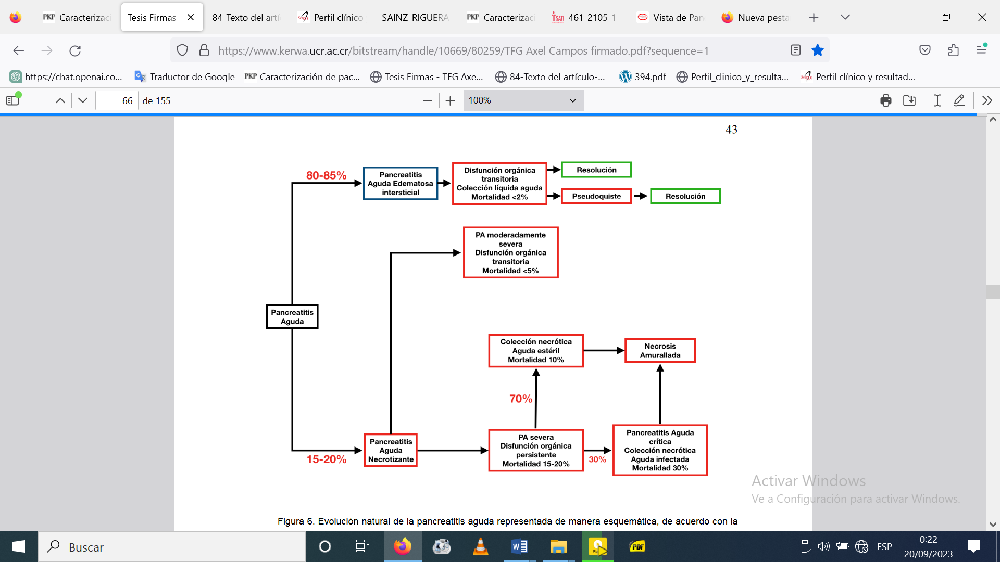 Caracterizaci
Tesis Firmas -
84-Texto del artí
Perfil clínico
SAINZ_RIGUERA
Caracterizaci
461-2105-1-
Vista de Pan
Nueva pesta
https://www.kerwa.ucr.ac.cr/bitstream/handle/10669/80259/TFG Axel Campos firmado.pdf?sequence=1
https://chat.openai.co...
Traductor de Google
PKP Caracterización de pac...
Tesis Firmas - TFG Axe...
84-Texto del artículo-...
394.pdf
Perfil_clinico_y_resulta...
Perfil clínico y resultad...
66 de 155
100%
43
80-85%
Pancreatitis
Aguda Edematosa
intersticial
Disfunción orgánica
transitoria
Colección líquida aguda
Mortalidad <2%
Resolución
Pseudoquiste
Resolución
PA moderadamente
severa
Disfunción orgánica
transitoria
Mortalidad <5%
Pancreatitis
Aguda
Colección necrótica
Aguda estéril
Mortalidad 10%
Necrosis
Amurallada
70%
15-20%
Pancreatitis
Aguda
Necrotizante
PA severa
Disfunción orgánica
persistente
Mortalidad 15-20%
30%
Pancreatitis Aguda
crítica
Colección necrótica
Aguda infectada
Mortalidad 30%
Activar Windows
Ve a Configuración para activar Windows.
Figura 6. Evolución natural de la pancreatitis aguda representada de manera esquemática, de acuerdo con la
Buscar
ESP
0:22
20/09/2023